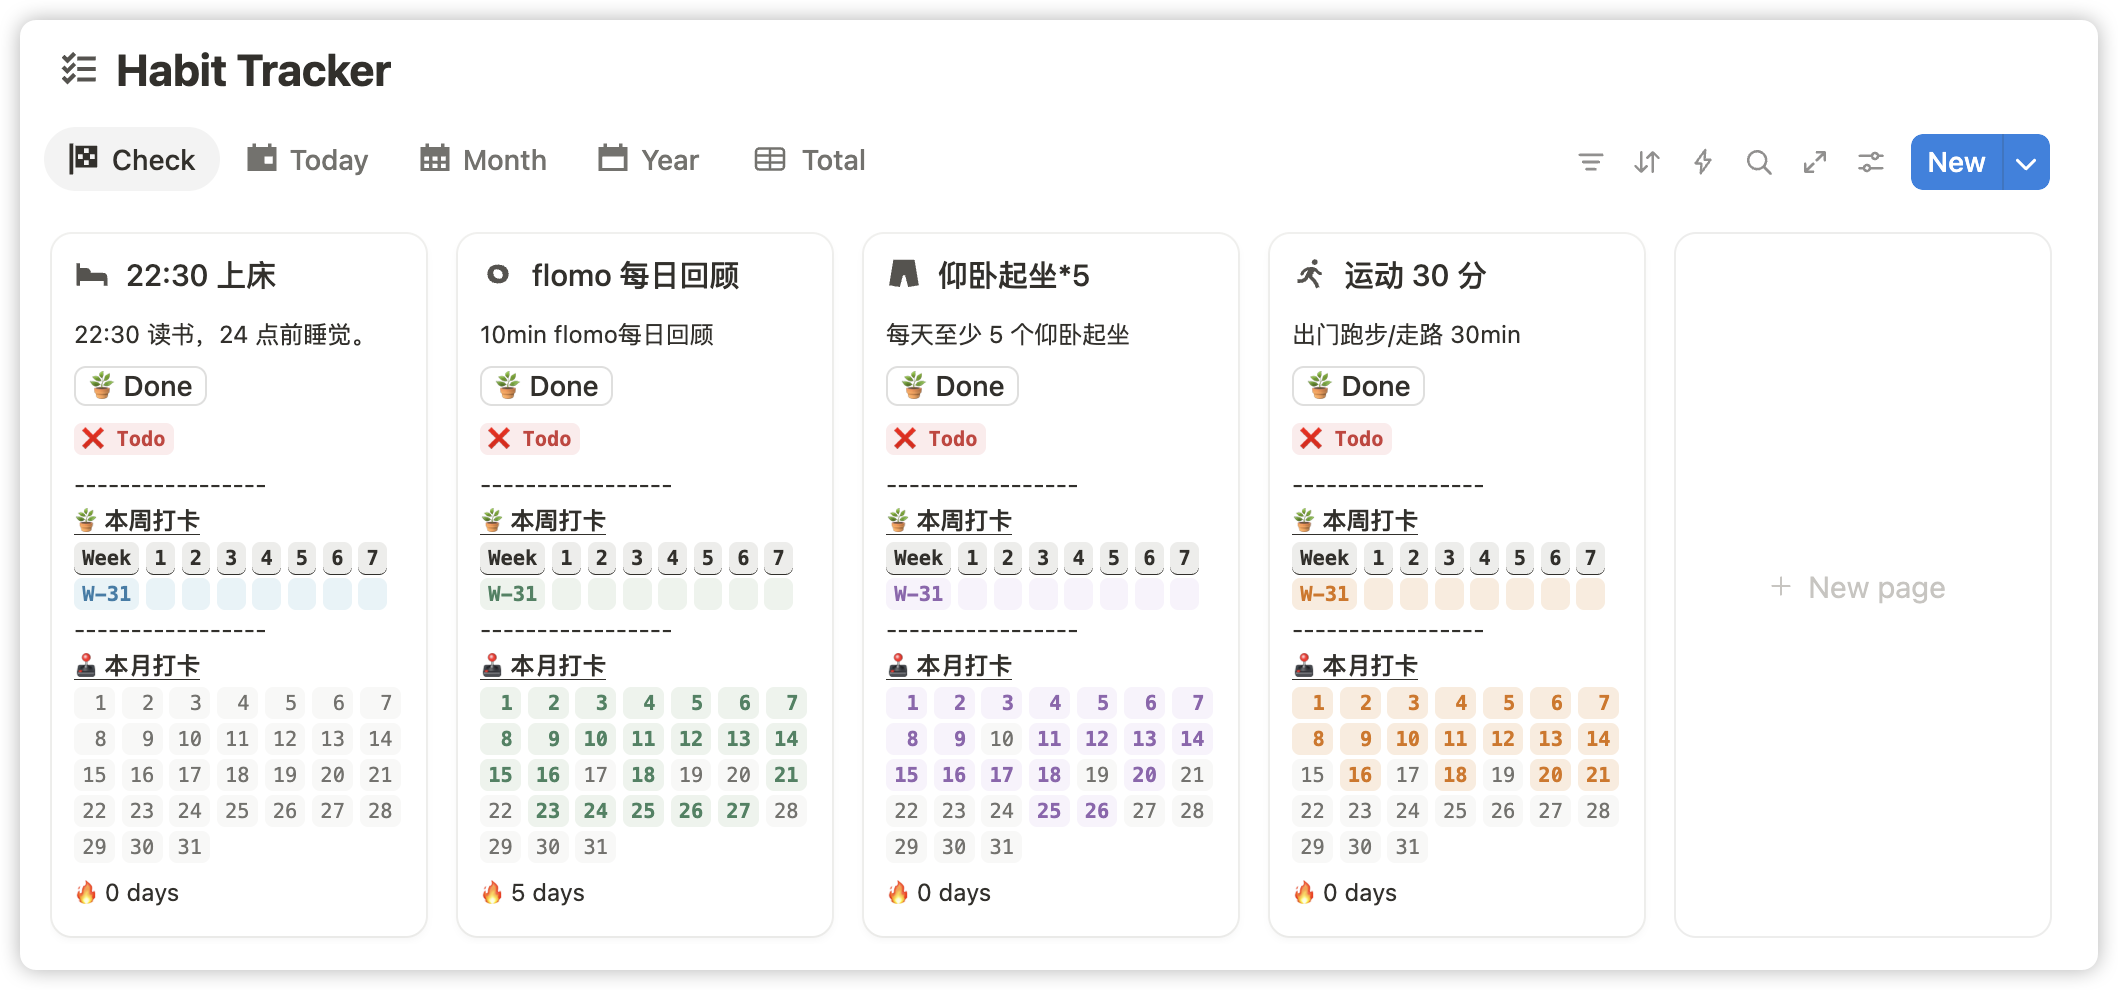 Habit Tracker
Check Today Month Year Total New
22:30 上床
22:30 读书，24 点前睡觉。
Done
Todo
-----------------
本周打卡
Week 1 2 3 4 5 6 7
W-31
-----------------
本月打卡
1 2 3 4 5 6 7
8 9 10 11 12 13 14
15 16 17 18 19 20 21
22 23 24 25 26 27 28
29 30 31
0 days
flomo 每日回顾
10min flomo每日回顾
Done
Todo
-----------------
本周打卡
Week 1 2 3 4 5 6 7
W-31
-----------------
本月打卡
1 2 3 4 5 6 7
8 9 10 11 12 13 14
15 16 17 18 19 20 21
22 23 24 25 26 27 28
29 30 31
5 days
仰卧起坐*5
每天至少 5 个仰卧起坐
Done
Todo
-----------------
本周打卡
Week 1 2 3 4 5 6 7
W-31
-----------------
本月打卡
1 2 3 4 5 6 7
8 9 10 11 12 13 14
15 16 17 18 19 20 21
22 23 24 25 26 27 28
29 30 31
0 days
运动 30 分
出门跑步/走路 30min
Done
Todo
-----------------
本周打卡
Week 1 2 3 4 5 6 7
W-31
-----------------
本月打卡
1 2 3 4 5 6 7
8 9 10 11 12 13 14
15 16 17 18 19 20 21
22 23 24 25 26 27 28
29 30 31
0 days
+ New page